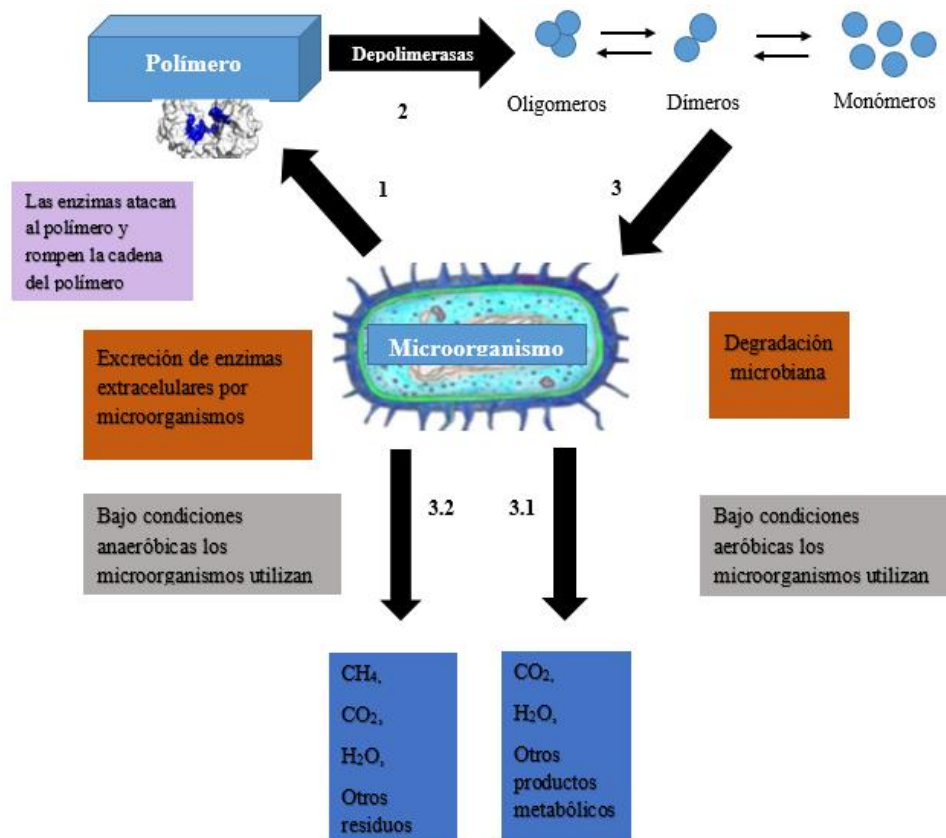 Polímero
Depolimerasas
2
Oligomeros
Dímeros
Monómeros
1
3
Las enzimas atacan
al polímero y
rompen la cadena
del polímero
Microorganismo
Excreción de enzimas
extracelulares por
microorganismos
Degradación
microbiana
3.2
3.1
Bajo condiciones
anaeróbicas los
microorganismos utilizan
Bajo condiciones
aeróbicas los
microorganismos utilizan
CH₄,
CO₂,
H₂O,
Otros
residuos
CO₂,
H₂O,
Otros
productos
metabólicos